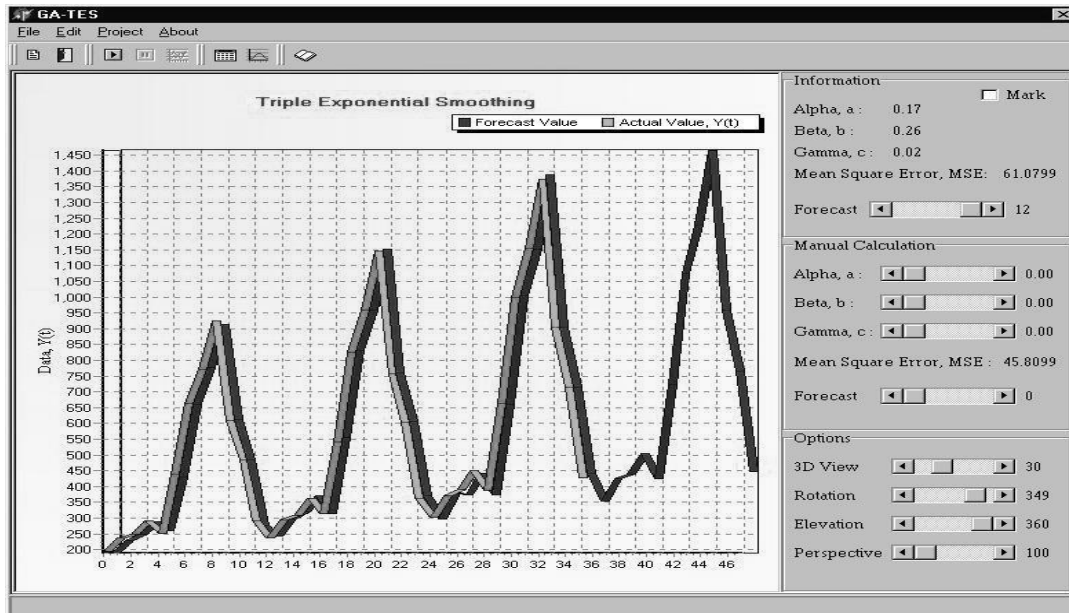 GA-TES
File Edit Project About
Triple Exponential Smoothing
Forecast Value Actual Value, Y(t)
Data, Y(t)
1,450
1,400
1,350
1,300
1,250
1,200
1,150
1,100
1,050
1,000
950
900
850
800
750
700
650
600
550
500
450
400
350
300
250
200
0 2 4 6 8 10 12 14 16 18 20 22 24 26 28 30 32 34 36 38 40 42 44 46
Information
Mark
Alpha, a : 0.17
Beta, b : 0.26
Gamma, c : 0.02
Mean Square Error, MSE: 61.0799
Forecast 12
Manual Calculation
Alpha, a : 0.00
Beta, b : 0.00
Gamma, c : 0.00
Mean Square Error, MSE : 45.8099
Forecast 0
Options
3D View 30
Rotation 349
Elevation 360
Perspective 100